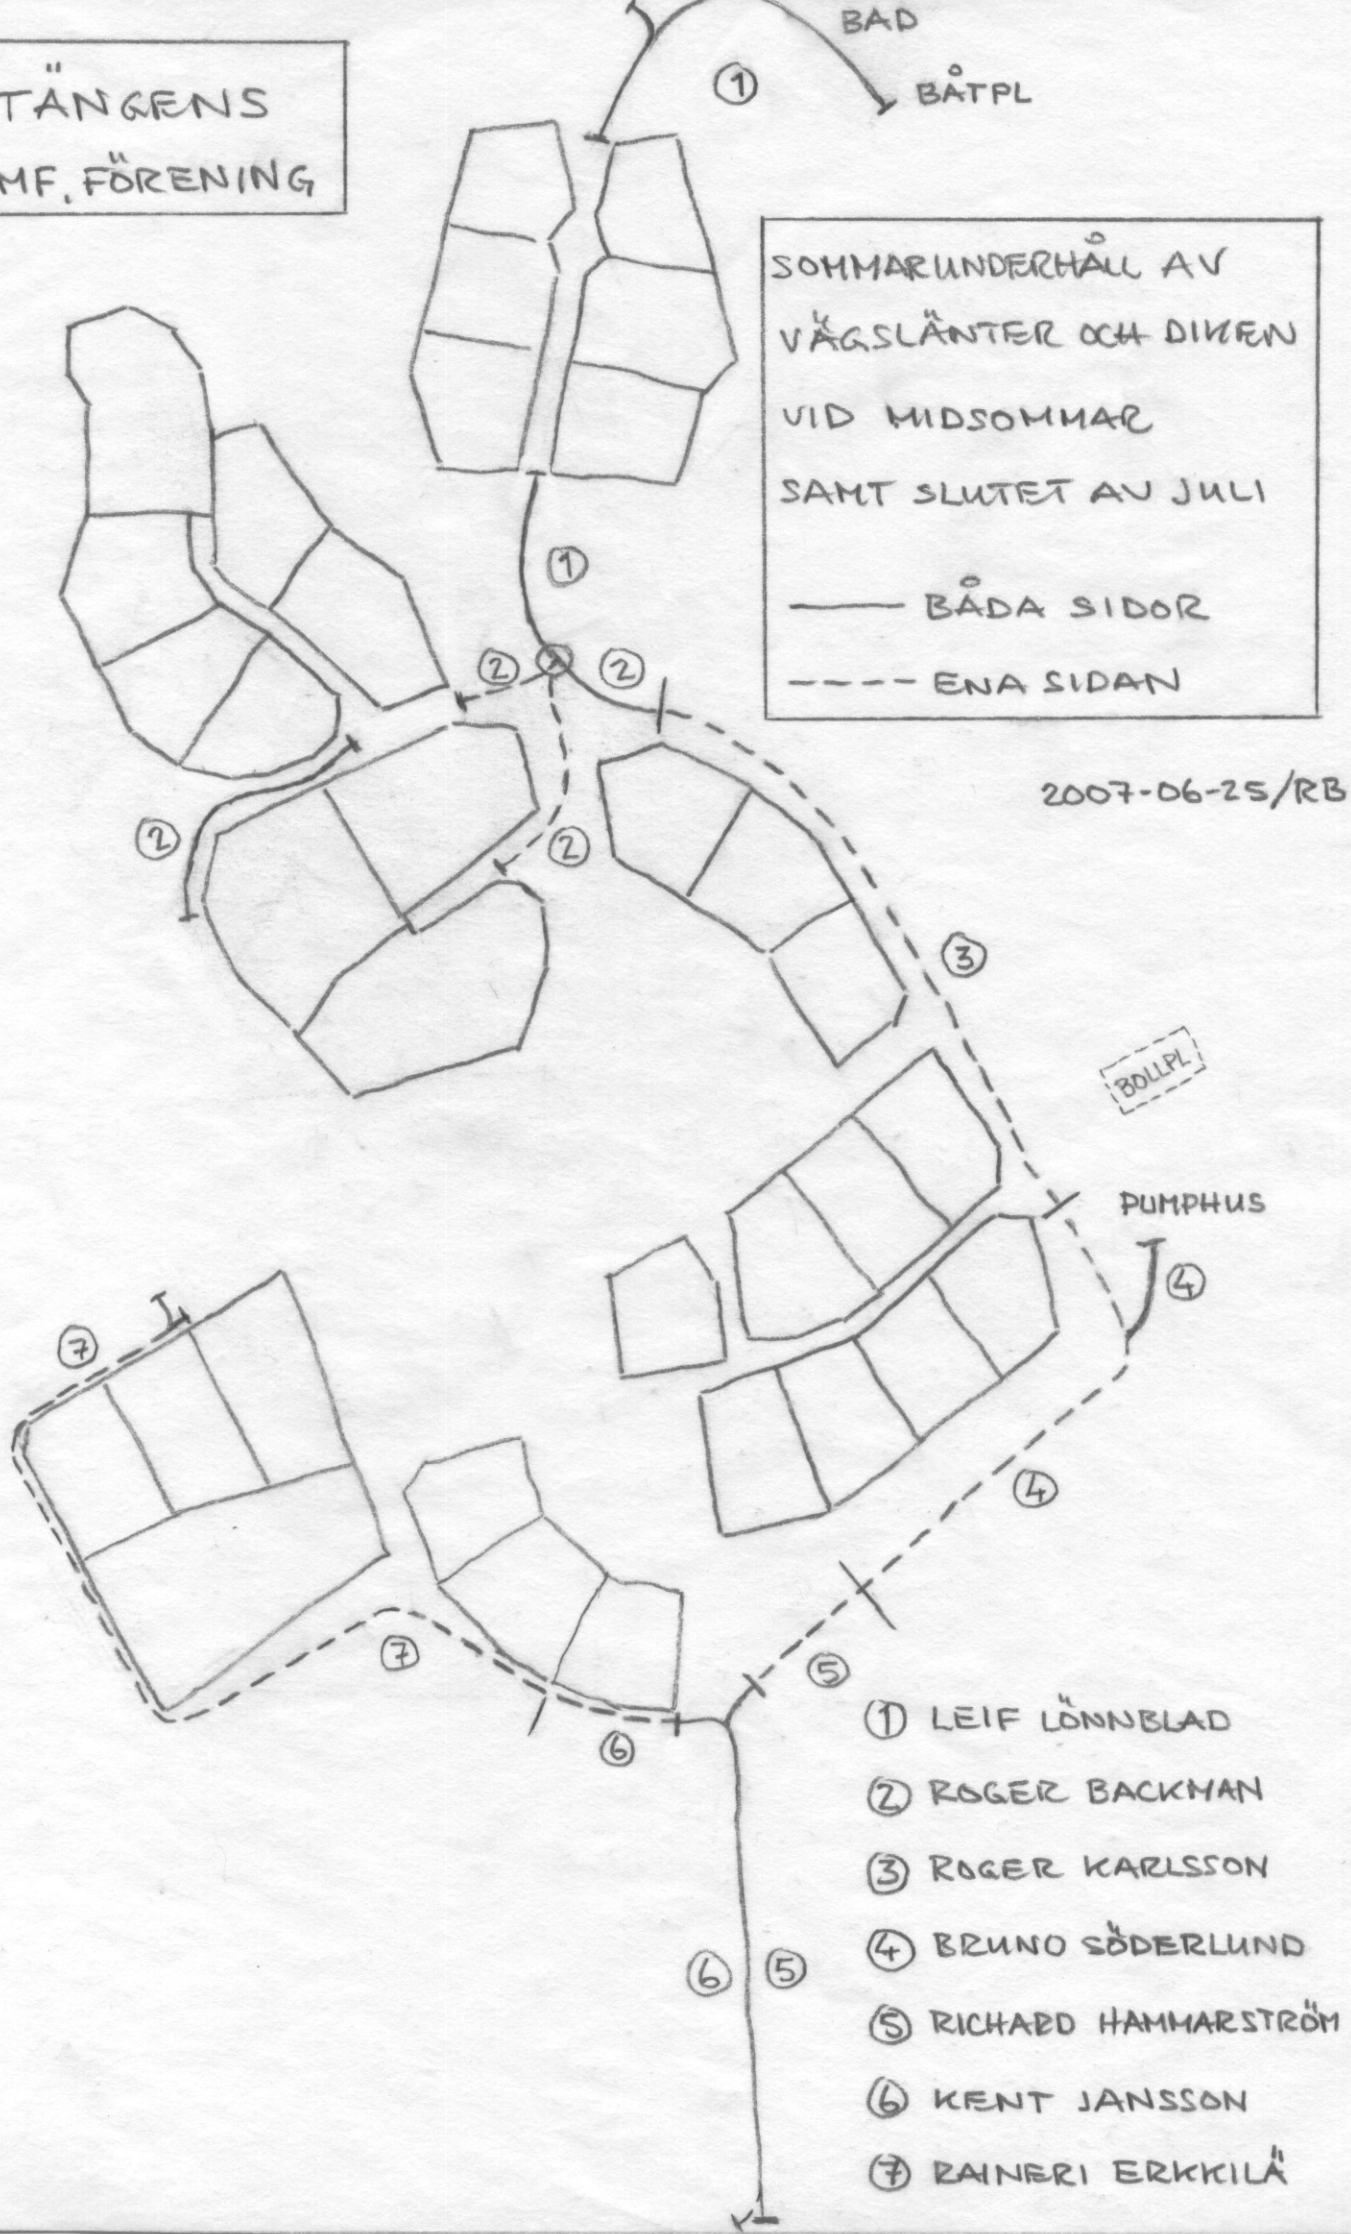 BAD
① BÅTPL
TÄNGENS
MF. FÖRENING
SOMMARUNDERHÅLL AV
VÄGSLÄNTER OCH DIKEN
VID MIDSOMMAR
SAMT SLUTET AV JULI
BÅDA SIDOR
ENA SIDAN
2007-06-25/RB
①
② ②
②
②
③
BOLLPL
PUMPHUS
④
⑦
④
⑦
⑤
⑥
⑥ ⑤
① LEIF LÖNNBLAD
② ROGER BACKMAN
③ ROGER KARLSSON
④ BRUNO SÖDERLUND
⑤ RICHARD HAMMARSTRÖM
⑥ KENT JANSSON
⑦ RAINERI ERKKILÄ